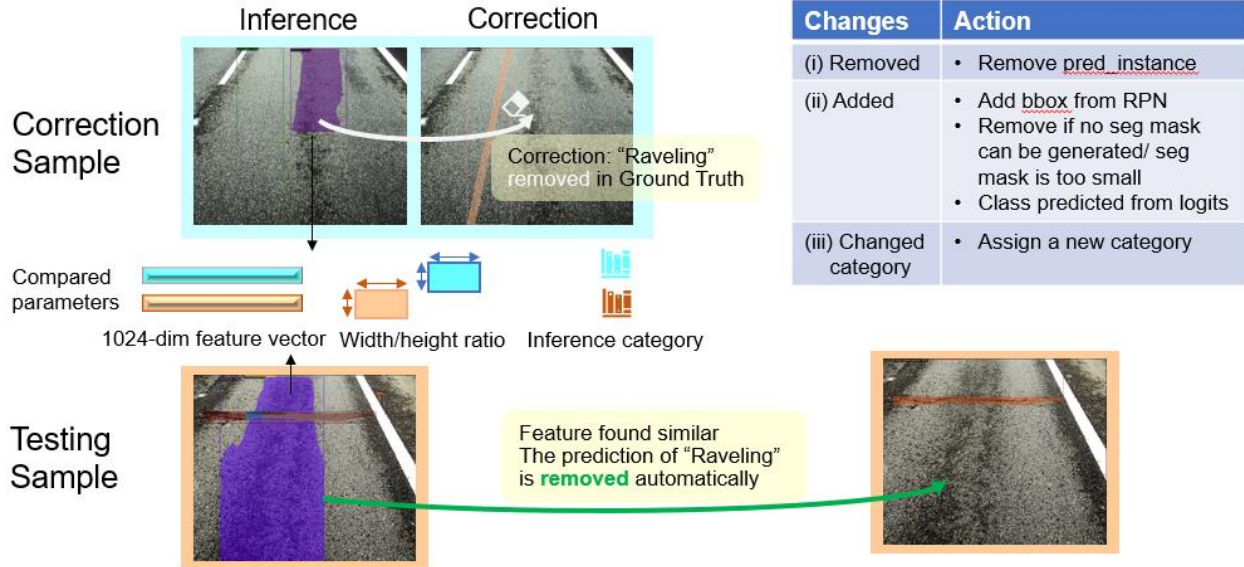 Inference
Correction
Correction
Sample
Correction: “Raveling”
removed in Ground Truth
Changes
Action
(i) Removed
• Remove pred_instance
(ii) Added
• Add bbox from RPN
• Remove if no seg mask
can be generated/ seg
mask is too small
• Class predicted from logits
(iii) Changed
category
• Assign a new category
Compared
parameters
1024-dim feature vector
Width/height ratio
Inference category
Testing
Sample
Feature found similar
The prediction of “Raveling”
is removed automatically